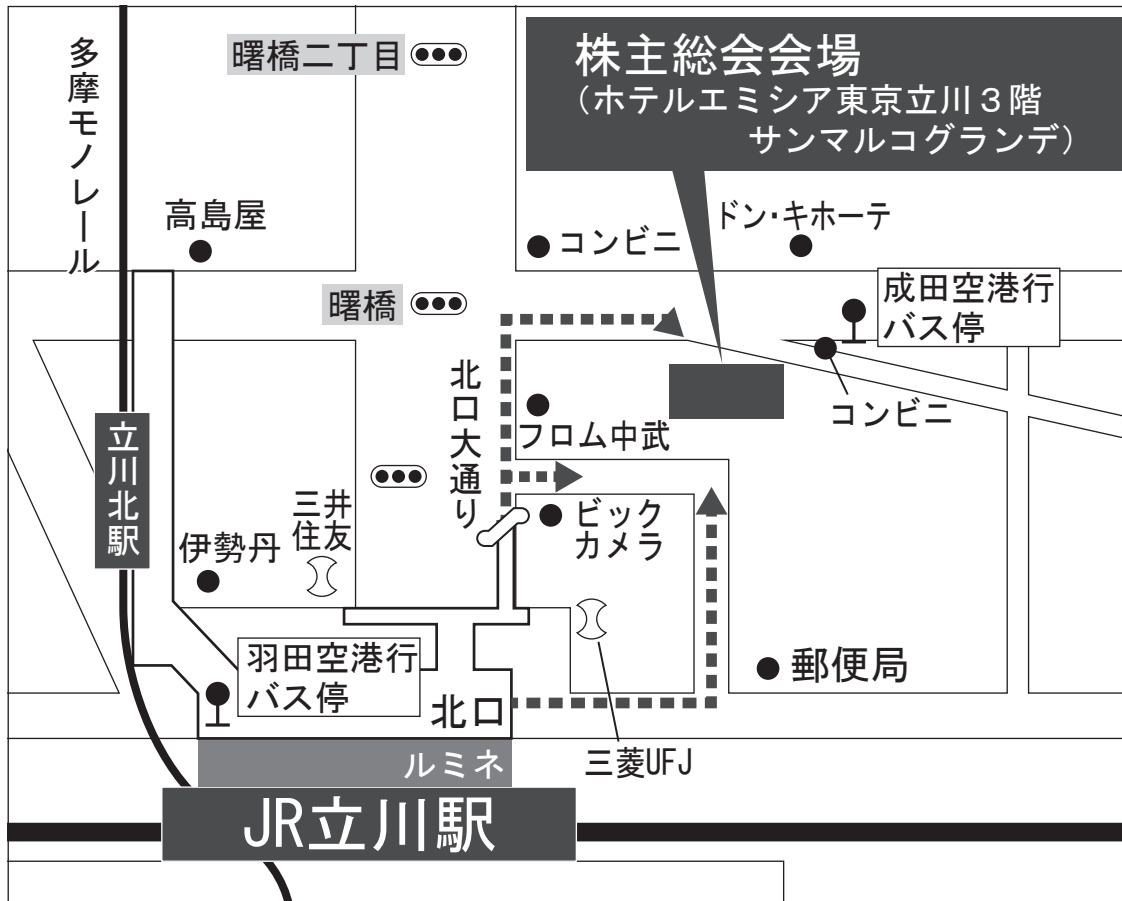 多摩モノレール
曙橋二丁目
株主総会会場
(ホテルエミシア東京立川3階
サンマルコグランデ)
高島屋
コンビニ
ドン・キホーテ
曙橋
成田空港行
バス停
北口大通り
フロム中武
コンビニ
立川北駅
三井
住友
ビック
カメラ
伊勢丹
羽田空港行
バス停
北口
郵便局
ルミネ
三菱UFJ
JR立川駅